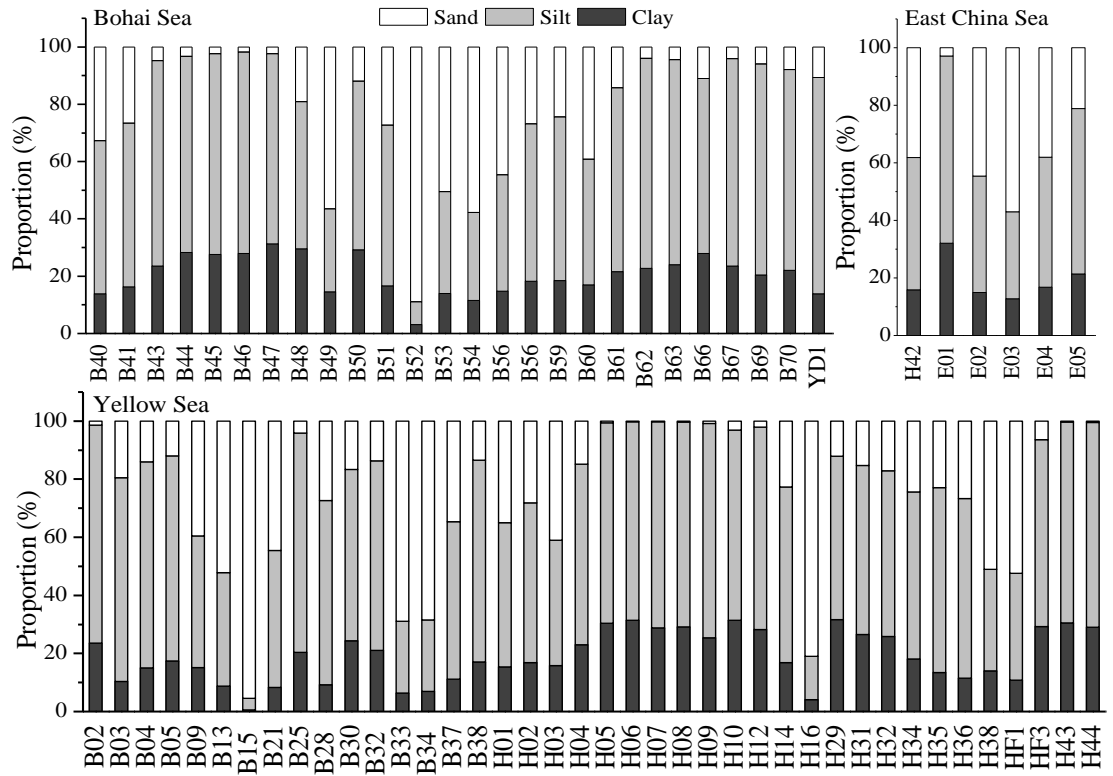 Bohai Sea
Sand Silt Clay
East China Sea
Proportion (%)
100
80
60
40
20
0
B40 B41 B43 B44 B45 B46 B47 B48 B49 B50 B51 B52 B53 B54 B56 B56 B59 B60 B61 B62 B63 B66 B67 B69 B70 YD1
Proportion (%)
100
80
60
40
20
0
H42 E01 E02 E03 E04 E05
Yellow Sea
Proportion (%)
100
80
60
40
20
0
B02 B03 B04 B05 B09 B13 B15 B21 B25 B28 B30 B32 B33 B34 B37 B38 H01 H02 H03 H04 H05 H06 H07 H08 H09 H10 H12 H14 H16 H29 H31 H32 H34 H35 H36 H38 HF1 HF3 H43 H44